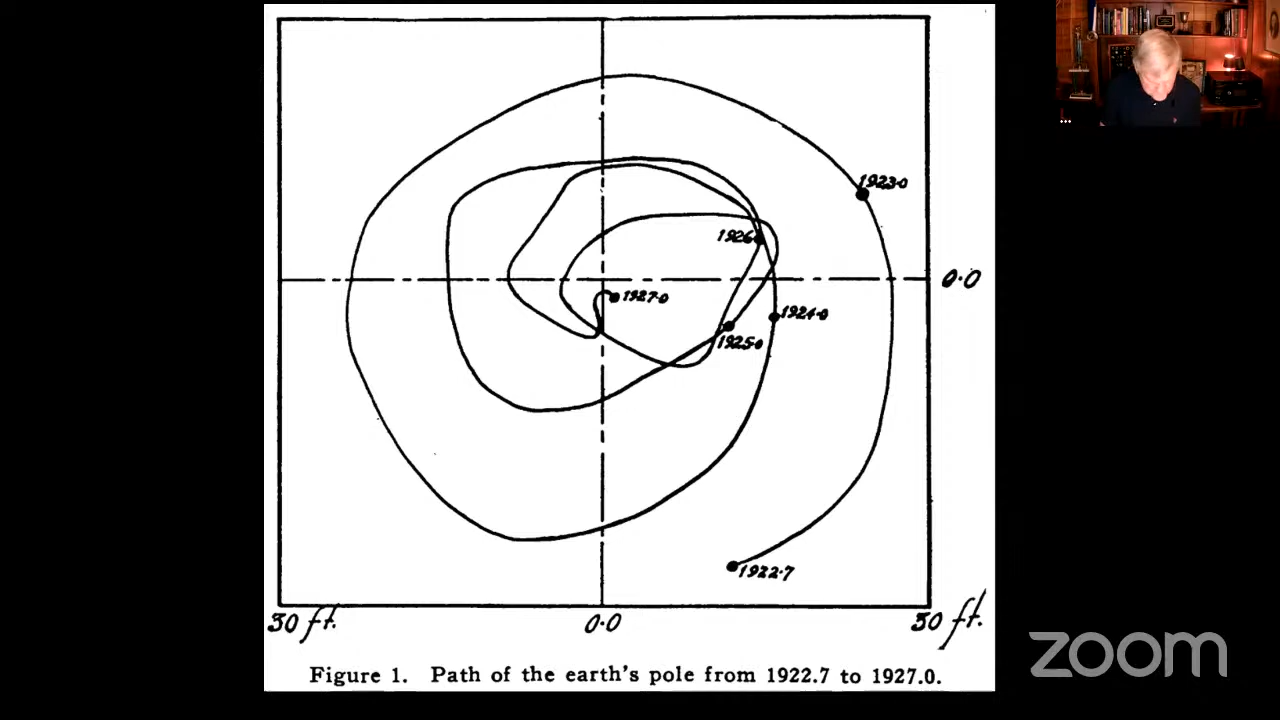 1923.0
1926
0.0
1927.0
1924.0
1925.0
1922.7
30 ft.
0.0
30 ft.
Figure 1. Path of the earth's pole from 1922.7 to 1927.0.
zoom